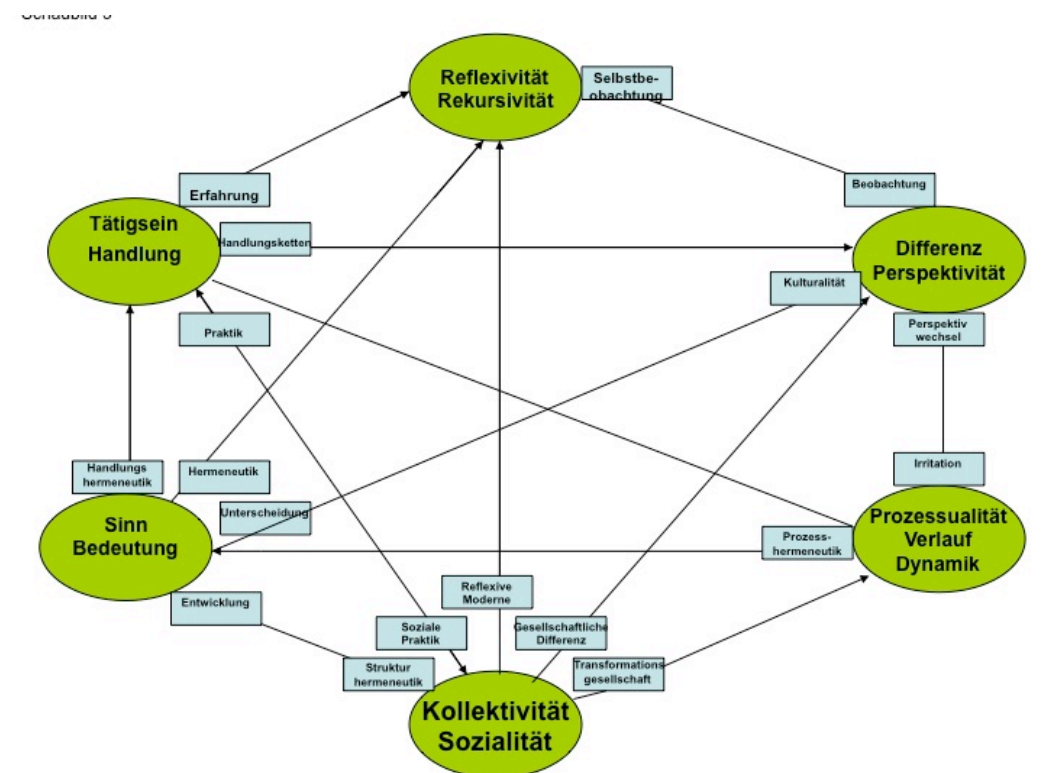 Reflexivität
Rekursivität
Selbstbe-
obachtung
Erfahrung
Beobachtung
Tätigsein
Handlung
Handlungsketten
Differenz
Perspektivität
Kulturalität
Praktik
Perspektiv
wechsel
Handlungs
hermeneutik
Hermeneutik
Irritation
Unterscheidung
Sinn
Bedeutung
Prozessualität
Verlauf
Dynamik
Prozess-
hermeneutik
Entwicklung
Reflexive
Moderne
Soziale
Praktik
Gesellschaftliche
Differenz
Struktur
hermeneutik
Transformations
gesellschaft
Kollektivität
Sozialität